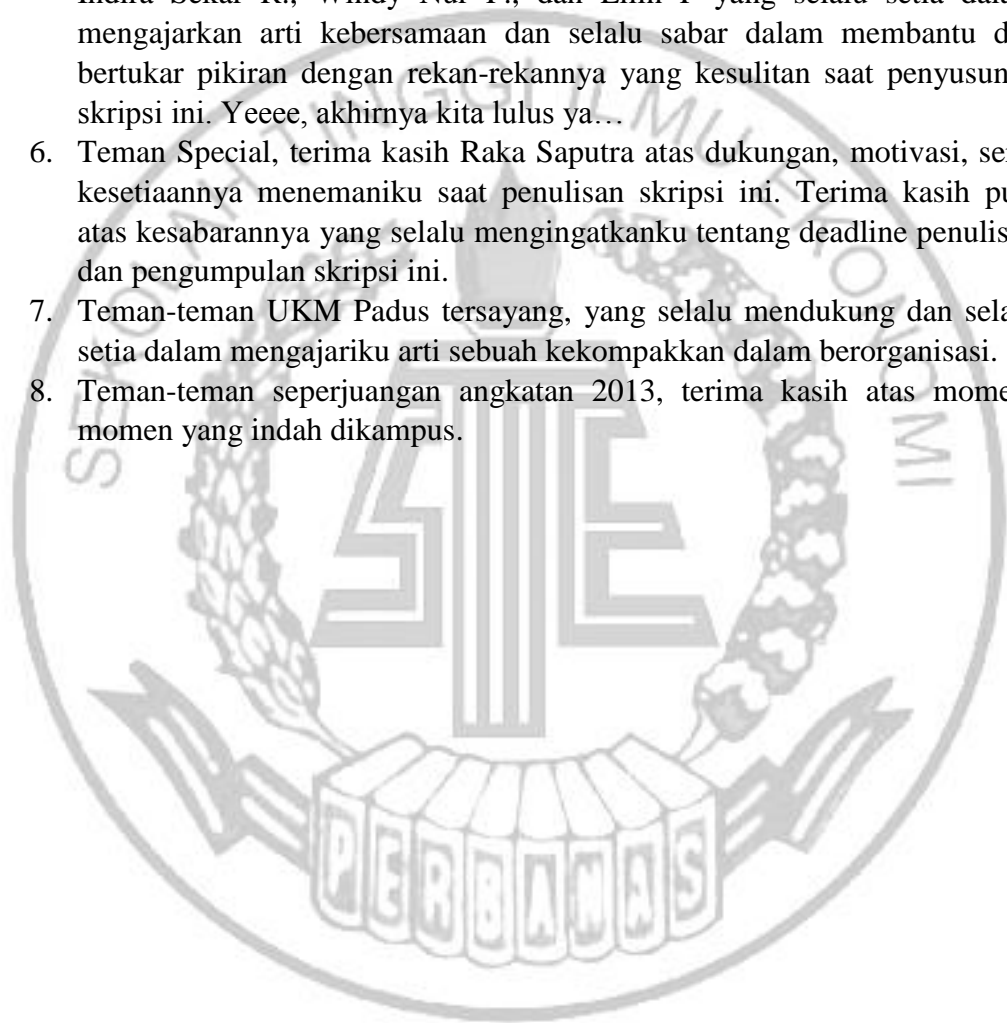 mengajarkan arti kebersamaan dan selalu sabar dalam membantu d
bertukar pikiran dengan rekan-rekannya yang kesulitan saat penyusun
skripsi ini. Yeeee, akhirnya kita lulus ya…
6. Teman Special, terima kasih Raka Saputra atas dukungan, motivasi, se
kesetiaannya menemaniku saat penulisan skripsi ini. Terima kasih pu
atas kesabarannya yang selalu mengingatkanku tentang deadline penulis
dan pengumpulan skripsi ini.
7. Teman-teman UKM Padus tersayang, yang selalu mendukung dan sela
setia dalam mengajariku arti sebuah kekompakkan dalam berorganisasi.
8. Teman-teman seperjuangan angkatan 2013, terima kasih atas mome
momen yang indah dikampus.
SEKOLAH TINGGI ILMU EKONOMI
PERBANAS